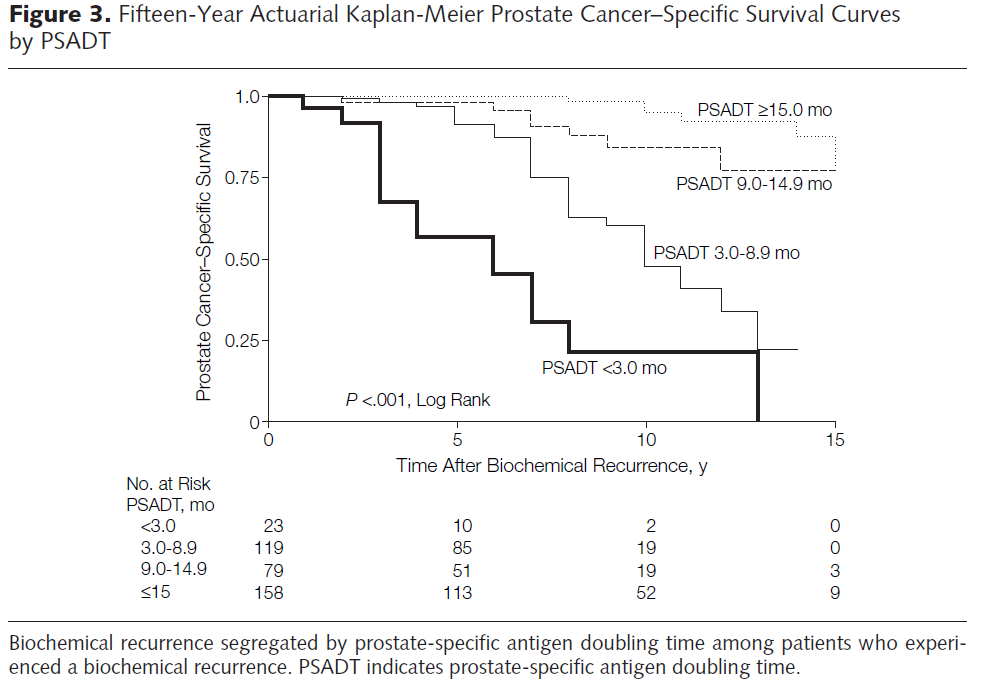 Figure 3. Fifteen-Year Actuarial Kaplan-Meier Prostate Cancer–Specific Survival Curves
by PSADT
Prostate Cancer–Specific Survival
1.0
0.75
0.50
0.25
0
PSADT ≥15.0 mo
PSADT 9.0-14.9 mo
PSADT 3.0-8.9 mo
PSADT <3.0 mo
P <.001, Log Rank
0 5 10 15
Time After Biochemical Recurrence, y
No. at Risk
PSADT, mo
<3.0 23 10 2 0
3.0-8.9 119 85 19 0
9.0-14.9 79 51 19 3
≤15 158 113 52 9
Biochemical recurrence segregated by prostate-specific antigen doubling time among patients who experi-
enced a biochemical recurrence. PSADT indicates prostate-specific antigen doubling time.